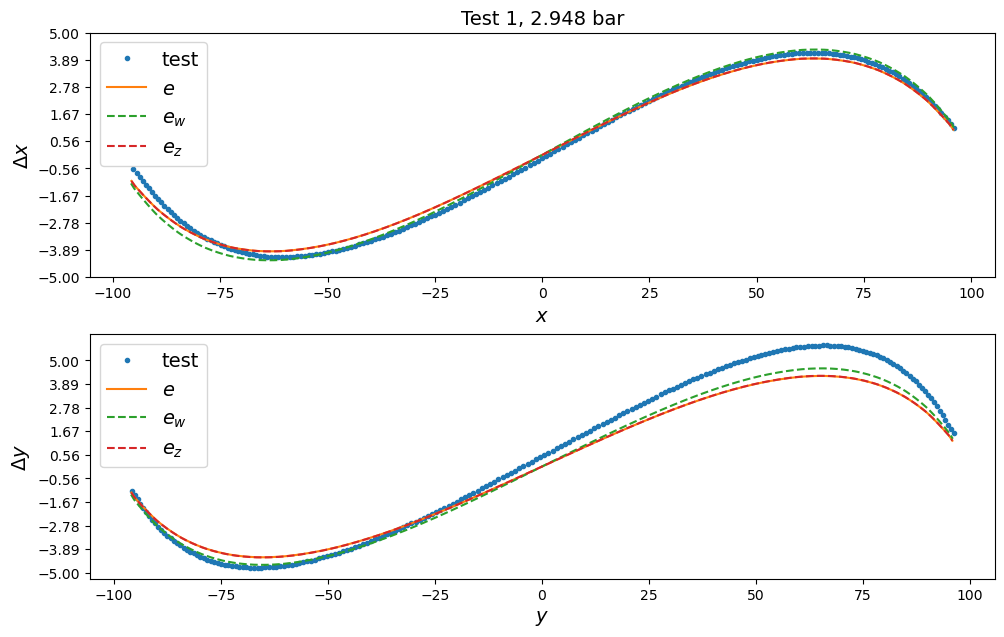 Test 1, 2.948 bar
5.00
3.89
2.78
1.67
0.56
−0.56
−1.67
−2.78
−3.89
−5.00
Δx
test
e
e_w
e_z
−100
−75
−50
−25
0
25
50
75
100
x
5.00
3.89
2.78
1.67
0.56
−0.56
−1.67
−2.78
−3.89
−5.00
Δy
test
e
e_w
e_z
−100
−75
−50
−25
0
25
50
75
100
y